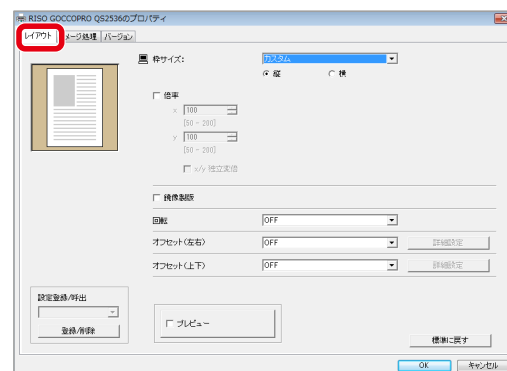 RISO GOCCOPRO QS2536のプロパティ
レイアウト イメージ処理 バージョン
枠サイズ: カスタム
縦 横
倍率
x 100
[50 - 200]
y 100
[50 - 200]
x/y 独立変倍
鏡像製版
回転 OFF
オフセット(左右) OFF 詳細設定
オフセット(上下) OFF 詳細設定
設定登録/呼出
登録/削除
プレビュー
標準に戻す
OK キャンセル